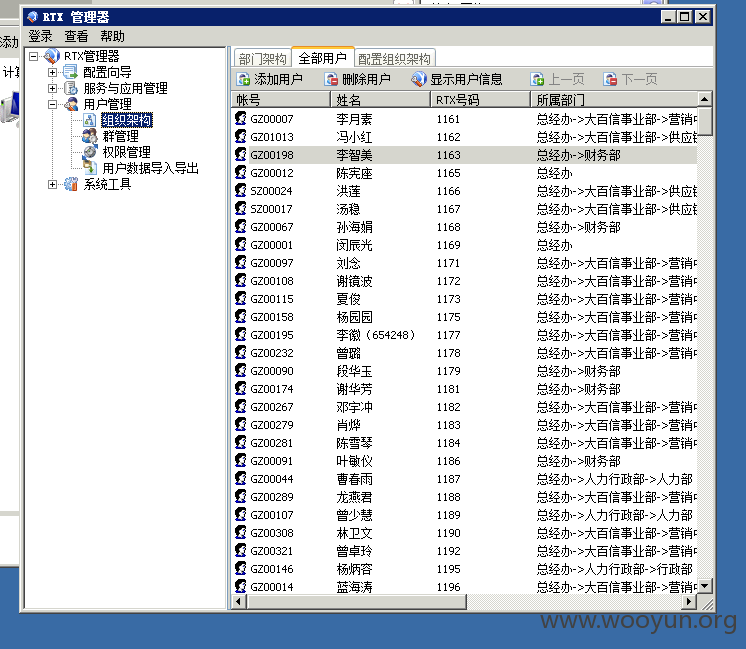 RTX 管理器
登录 查看 帮助
RTX管理器
配置向导
服务与应用管理
用户管理
组织架构
群管理
权限管理
用户数据导入导出
系统工具
部门架构 全部用户 配置组织架构
添加用户 删除用户 显示用户信息 上一页 下一页
帐号 姓名 RTX号码 所属部门
GZ00007 李月素 1161 总经办->大百信事业部->营销
GZ01013 冯小红 1162 总经办->大百信事业部->供应
GZ00198 李智美 1163 总经办->财务部
GZ00012 陈宪座 1165 总经办
SZ00024 洪莲 1166 总经办->大百信事业部->供应
SZ00017 汤稳 1167 总经办->大百信事业部->供应
GZ00067 孙海娟 1168 总经办->财务部
GZ00001 闵辰光 1169 总经办
GZ00097 刘念 1171 总经办->大百信事业部->营销
GZ00108 谢镜波 1172 总经办->大百信事业部->营销
GZ00115 夏俊 1173 总经办->大百信事业部->营销
GZ00158 杨园园 1175 总经办->大百信事业部->营销
GZ00195 李徽（654248） 1177 总经办->大百信事业部->营销
GZ00232 曾璐 1178 总经办->大百信事业部->营销
GZ00090 段华玉 1179 总经办->财务部
GZ00174 谢华芳 1181 总经办->财务部
GZ00267 邓宇冲 1182 总经办->大百信事业部->营销
GZ00279 肖烨 1183 总经办->大百信事业部->营销
GZ00281 陈雪琴 1184 总经办->大百信事业部->营销
GZ00091 叶敏仪 1186 总经办->财务部
GZ00044 曹春雨 1187 总经办->人力行政部->人力部
GZ00289 龙燕君 1188 总经办->大百信事业部->营销
GZ00107 曾少慧 1189 总经办->人力行政部->人力部
GZ00308 林卫文 1190 总经办->大百信事业部->营销
GZ00321 曾卓玲 1192 总经办->大百信事业部->营销
GZ00146 杨炳容 1195 总经办->人力行政部->行政部
GZ00014 蓝海涛 1196 总经办->大百信事业部->营销
www.wooyun.org